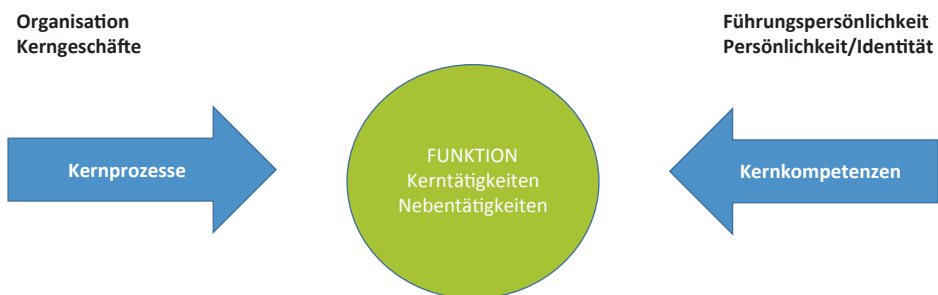 Organisation
Kerngeschäfte
Führungspersönlichkeit
Persönlichkeit/Identität
Kernprozesse
FUNKTION
Kerntätigkeiten
Nebentätigkeiten
Kernkompetenzen